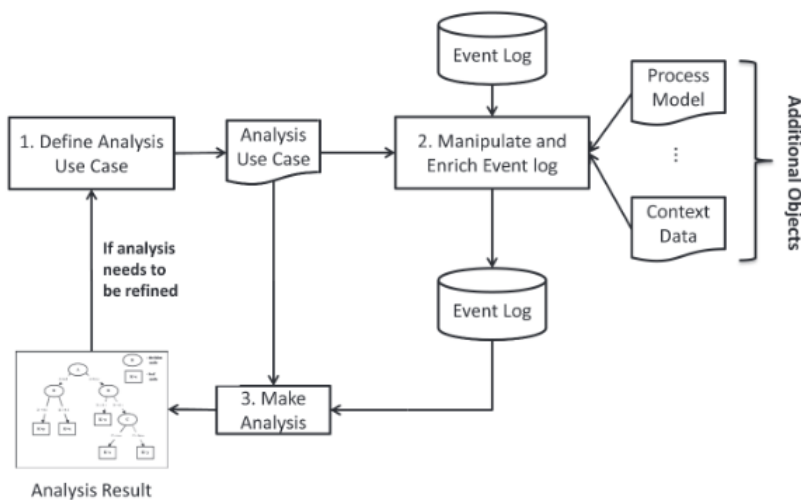 Event Log
Process
Model
...
Context
Data
Additional Objects
1. Define Analysis
Use Case
Analysis
Use Case
2. Manipulate and
Enrich Event log
If analysis
needs to
be refined
Event Log
3. Make
Analysis
Analysis Result